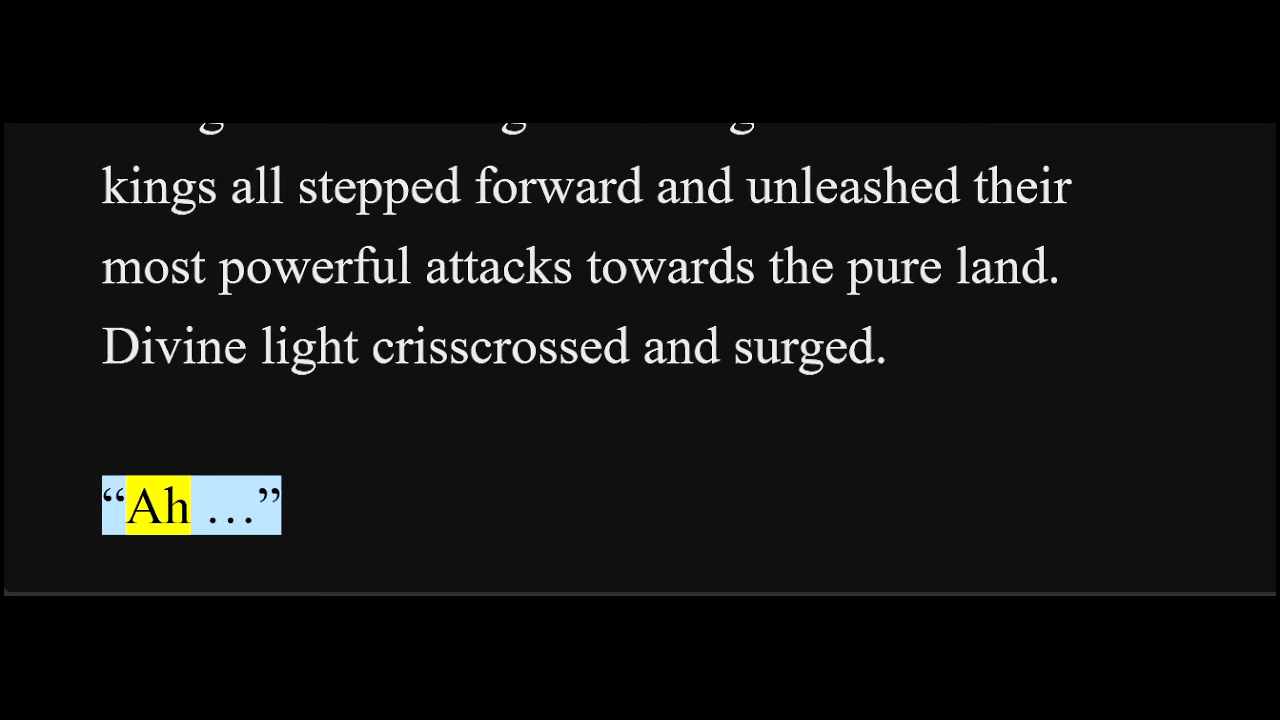 kings all stepped forward and unleashed their
most powerful attacks towards the pure land.
Divine light crisscrossed and surged.
“Ah …”